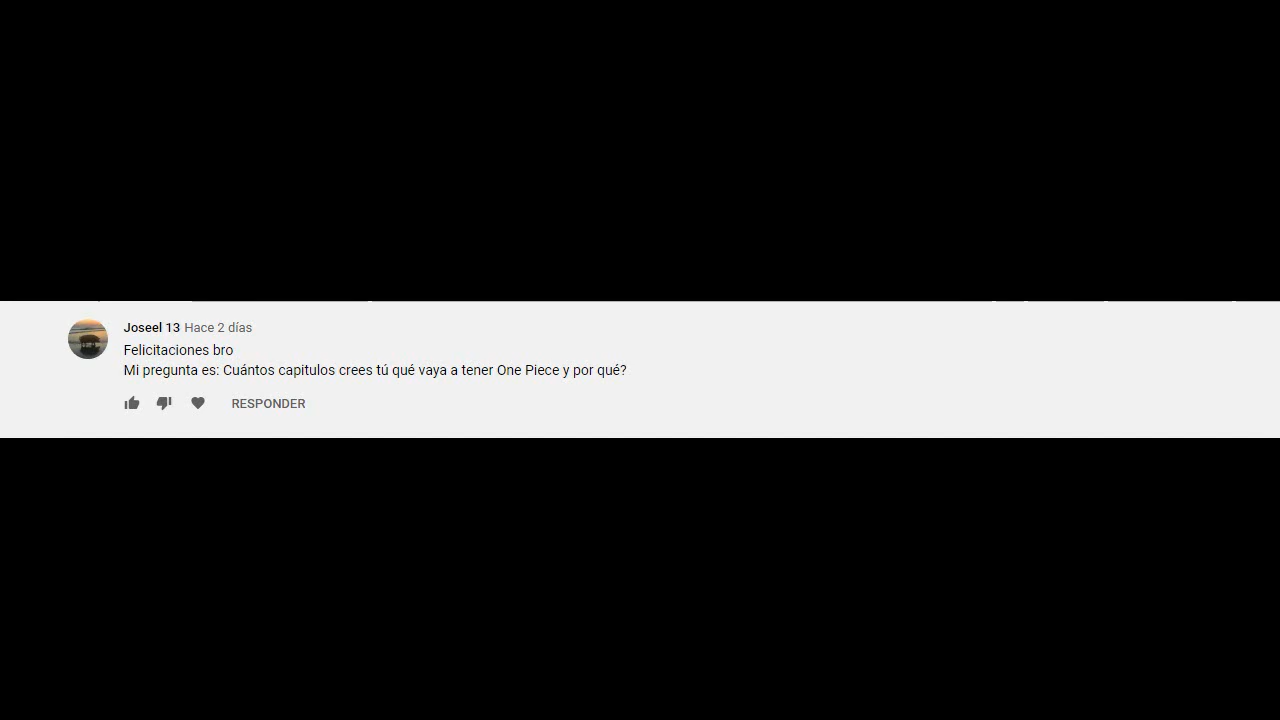 Joseel 13 Hace 2 días
Felicitaciones bro
Mi pregunta es: Cuántos capitulos crees tú qué vaya a tener One Piece y por qué?
RESPONDER